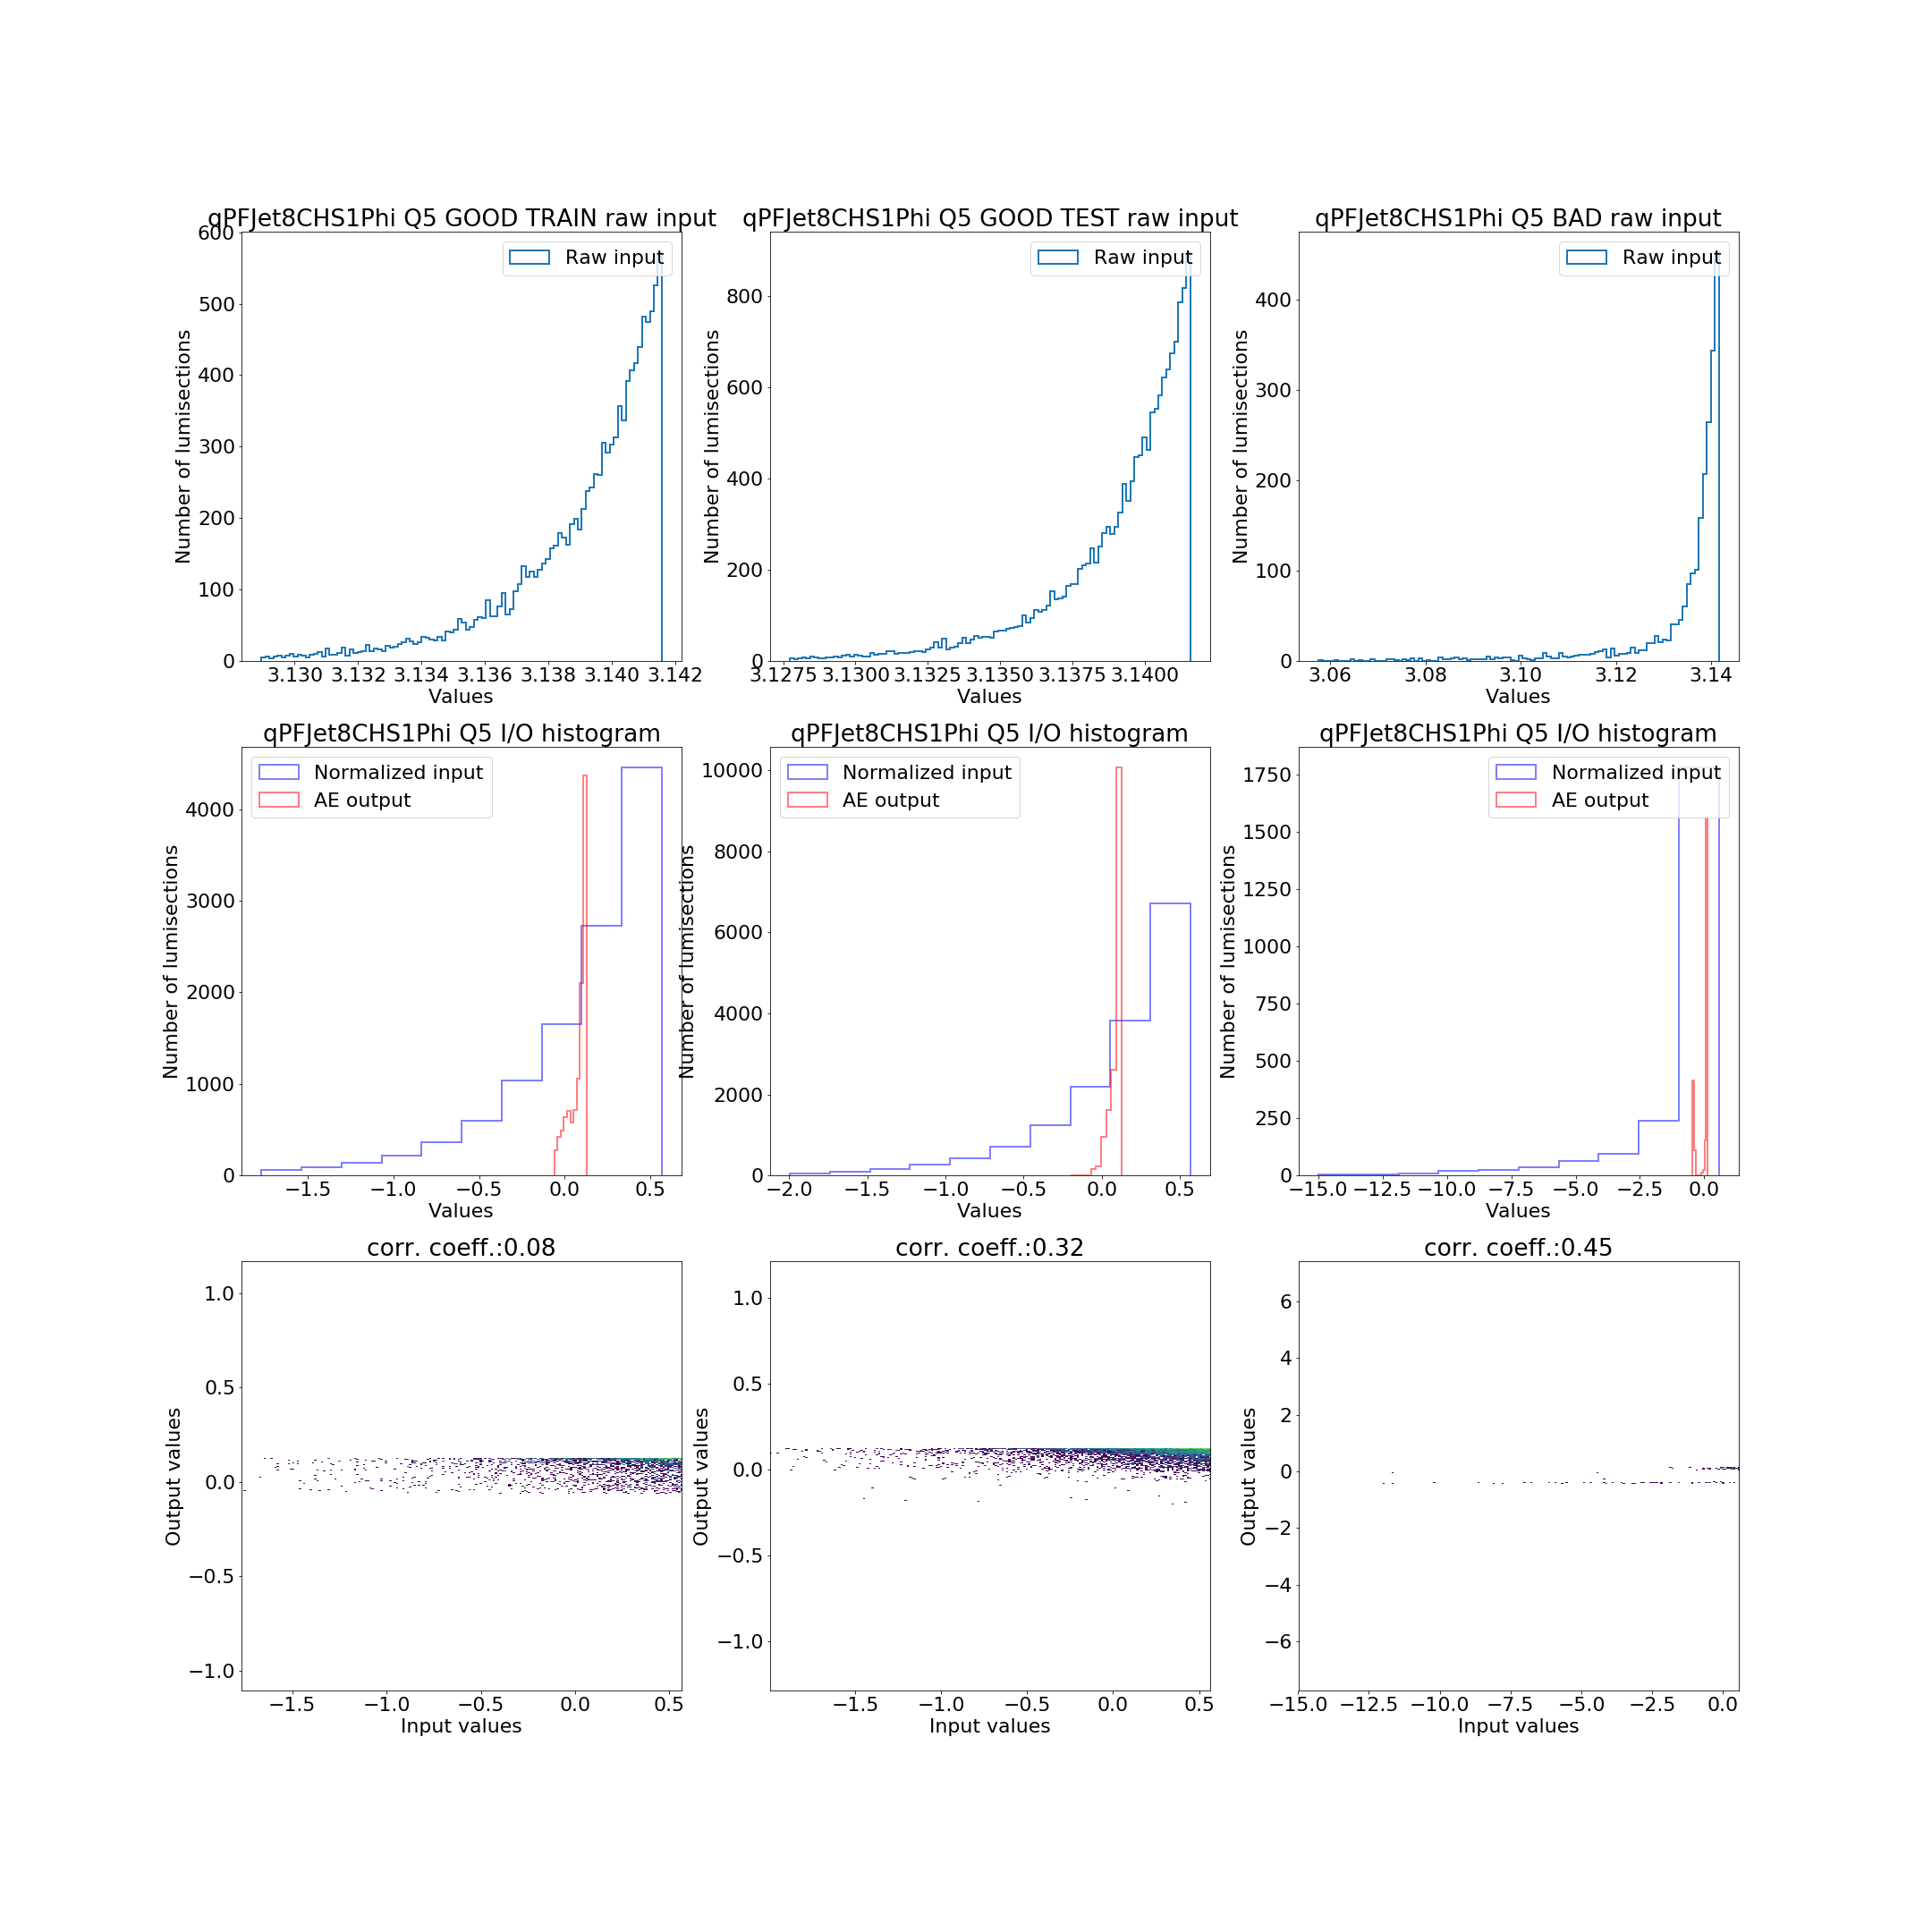 qPFJet8CHS1Phi Q5 GOOD TRAIN raw input
Number of lumisections
600
500
400
300
200
100
0
Raw input
3.130 3.132 3.134 3.136 3.138 3.140 3.142
Values
qPFJet8CHS1Phi Q5 GOOD TEST raw input
Number of lumisections
800
600
400
200
0
Raw input
3.1275 3.1300 3.1325 3.1350 3.1375 3.1400
Values
qPFJet8CHS1Phi Q5 BAD raw input
Number of lumisections
400
300
200
100
0
Raw input
3.06 3.08 3.10 3.12 3.14
Values
qPFJet8CHS1Phi Q5 I/O histogram
Number of lumisections
4000
3000
2000
1000
0
Normalized input
AE output
−1.5 −1.0 −0.5 0.0 0.5
Values
qPFJet8CHS1Phi Q5 I/O histogram
Number of lumisections
10000
8000
6000
4000
2000
0
Normalized input
AE output
−2.0 −1.5 −1.0 −0.5 0.0 0.5
Values
qPFJet8CHS1Phi Q5 I/O histogram
Number of lumisections
1750
1500
1250
1000
750
500
250
0
Normalized input
AE output
−15.0 −12.5 −10.0 −7.5 −5.0 −2.5 0.0
Values
corr. coeff.:0.08
Output values
1.0
0.5
0.0
−0.5
−1.0
−1.5 −1.0 −0.5 0.0 0.5
Input values
corr. coeff.:0.32
Output values
1.0
0.5
0.0
−0.5
−1.0
−1.5 −1.0 −0.5 0.0 0.5
Input values
corr. coeff.:0.45
Output values
6
4
2
0
−2
−4
−6
−15.0 −12.5 −10.0 −7.5 −5.0 −2.5 0.0
Input values